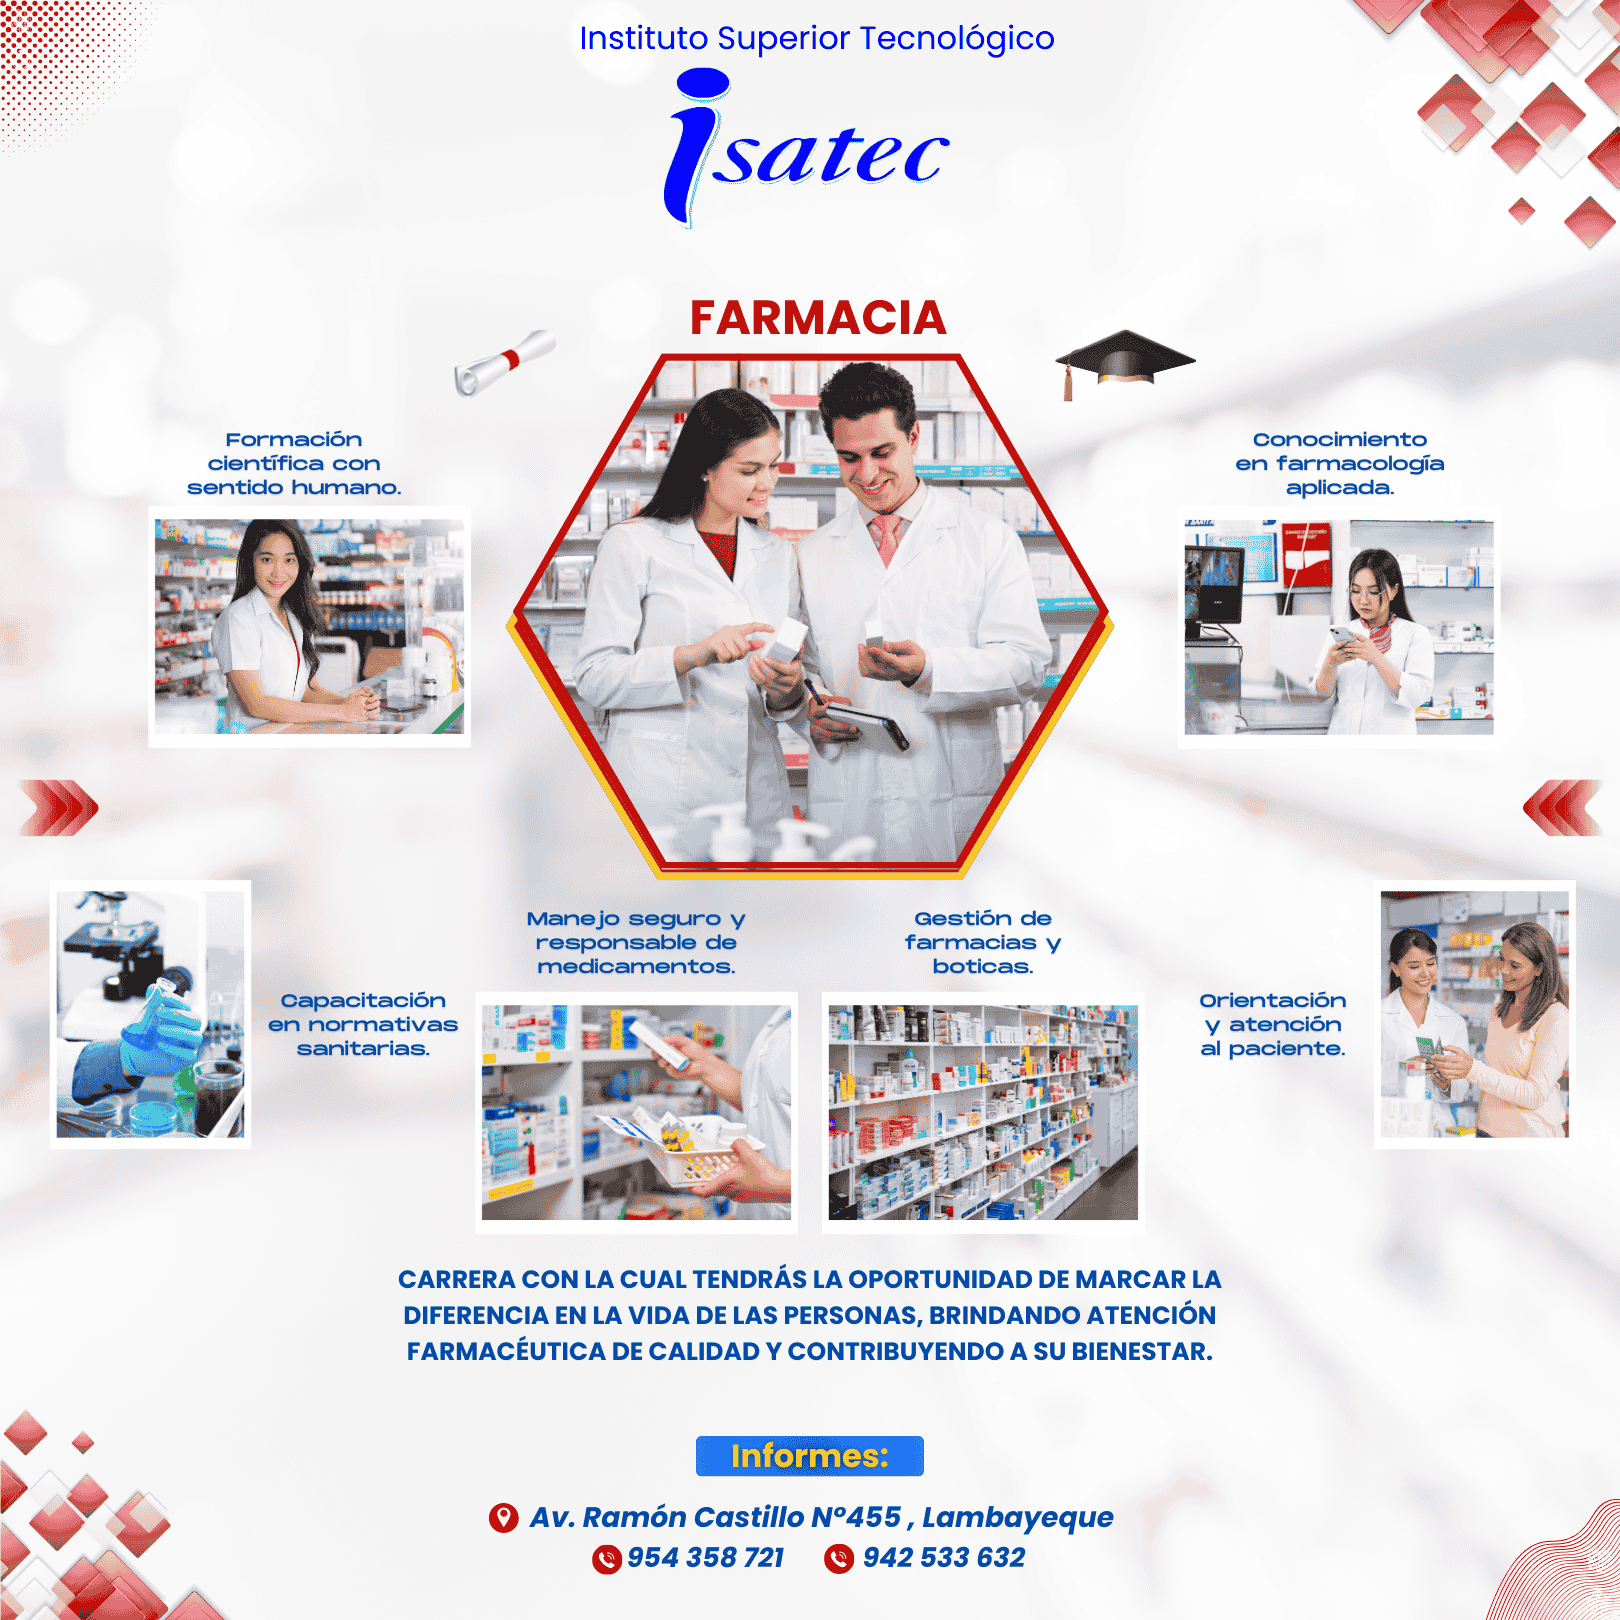 Instituto Superior Tecnológico
isatec
FARMACIA
Formación
científica con
sentido humano.
Conocimiento
en farmacología
aplicada.
Manejo seguro y
responsable de
medicamentos.
Gestión de
farmacias y
boticas.
Capacitación
en normativas
sanitarias.
Orientación
y atención
al paciente.
CARRERA CON LA CUAL TENDRÁS LA OPORTUNIDAD DE MARCAR LA
DIFERENCIA EN LA VIDA DE LAS PERSONAS, BRINDANDO ATENCIÓN
FARMACÉUTICA DE CALIDAD Y CONTRIBUYENDO A SU BIENESTAR.
Informes:
Av. Ramón Castillo N°455 , Lambayeque
954 358 721 942 533 632